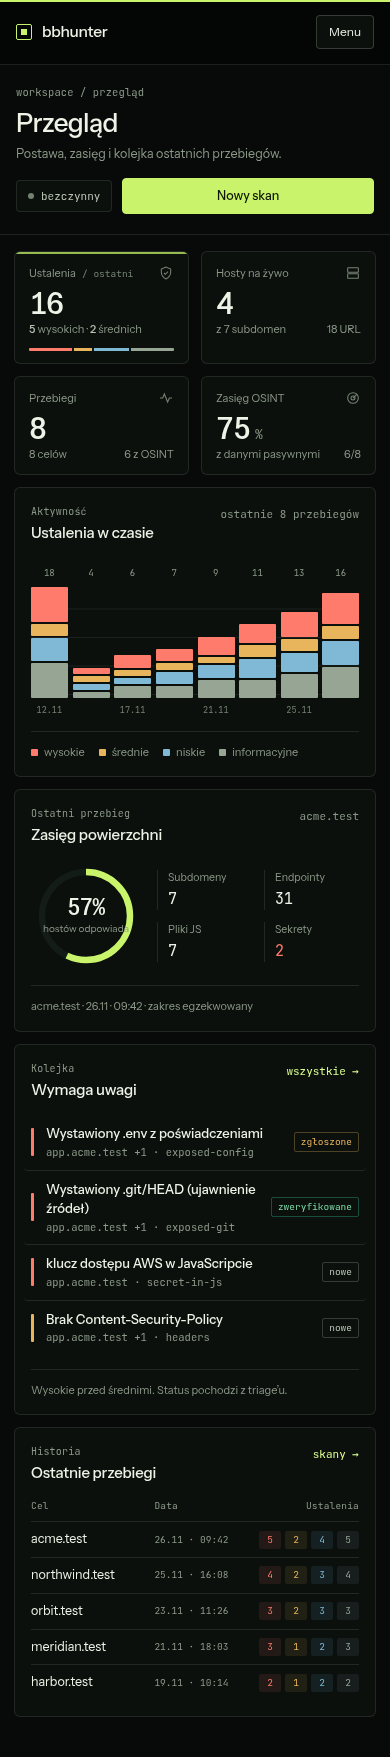 bbhunter
Menu
workspace / przegląd
Przegląd
Postawa, zasięg i kolejka ostatnich przebiegów.
bezczynny
Nowy skan
Ustalenia / ostatni
16
5 wysokich · 2 średnich
Hosty na żywo
4
z 7 subdomen 18 URL
Przebiegi
8
8 celów 6 z OSINT
Zasięg OSINT
75 %
z danymi pasywnymi 6/8
Aktywność
Ustalenia w czasie
ostatnie 8 przebiegów
18 4 6 7 9 11 13 16
12.11 17.11 21.11 25.11
wysokie średnie niskie informacyjne
Ostatni przebieg
Zasięg powierzchni
acme.test
57%
hostów odpowiada
Subdomeny
7
Endpointy
31
Pliki JS
7
Sekrety
2
acme.test · 26.11 · 09:42 · zakres egzekwowany
Kolejka
Wymaga uwagi
wszystkie →
Wystawiony .env z poświadczeniami
app.acme.test +1 · exposed-config
zgłoszone
Wystawiony .git/HEAD (ujawnienie
źródeł)
app.acme.test +1 · exposed-git
zweryfikowane
klucz dostępu AWS w JavaScripcie
app.acme.test · secret-in-js
nowe
Brak Content-Security-Policy
app.acme.test +1 · headers
nowe
Wysokie przed średnimi. Status pochodzi z triage'u.
Historia
Ostatnie przebiegi
skany →
Cel Data Ustalenia
acme.test 26.11 · 09:42 5 2 4 5
northwind.test 25.11 · 16:08 4 2 3 4
orbit.test 23.11 · 11:26 3 2 3 3
meridian.test 21.11 · 18:03 3 1 2 3
harbor.test 19.11 · 10:14 2 1 2 2